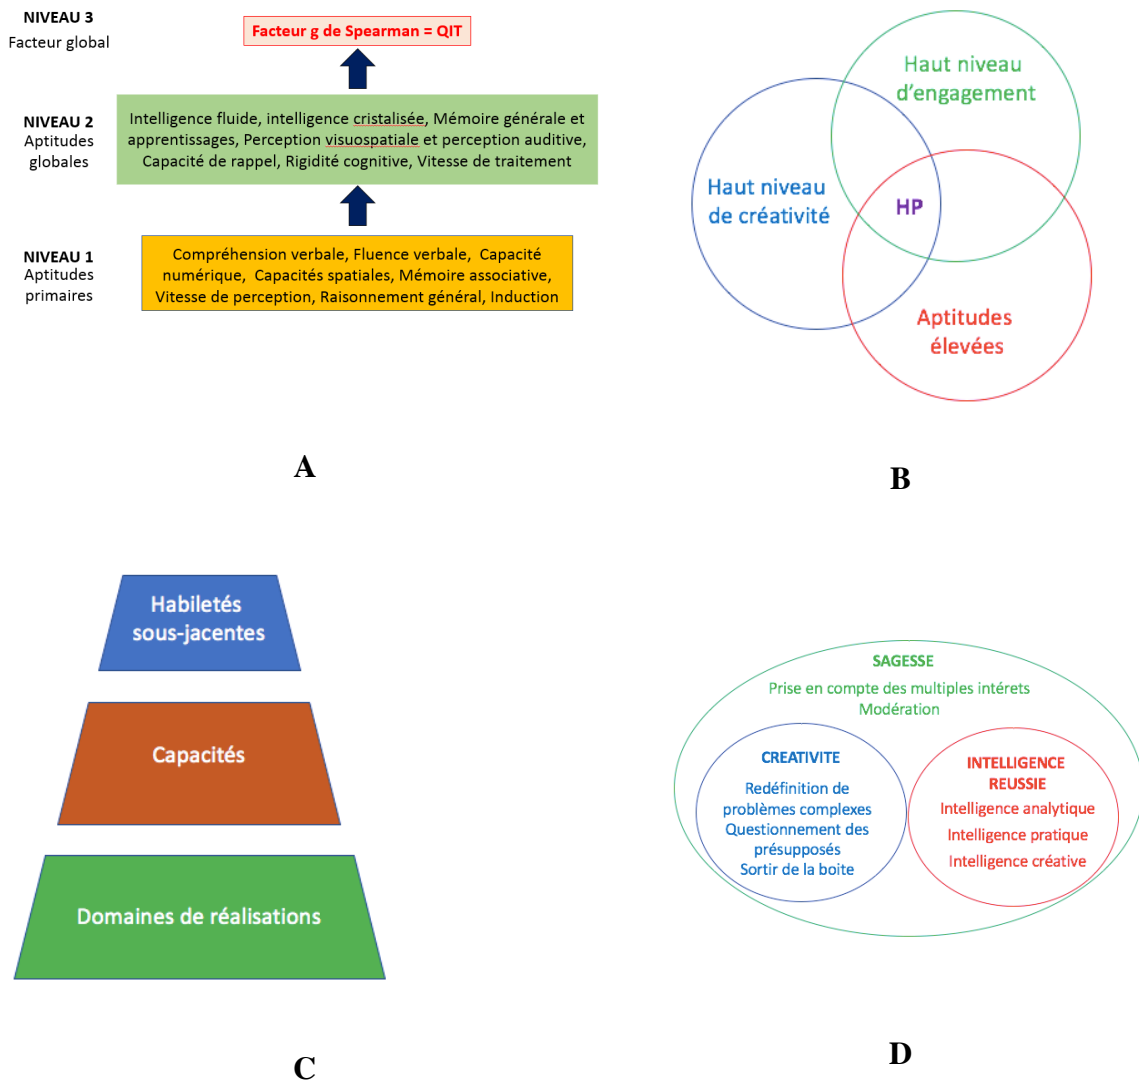 NIVEAU 3
Facteur global
Facteur g de Spearman = QIT
NIVEAU 2
Aptitudes
globales
Intelligence fluide, intelligence cristalisée, Mémoire générale et
apprentissages, Perception visuospatiale et perception auditive,
Capacité de rappel, Rigidité cognitive, Vitesse de traitement
NIVEAU 1
Aptitudes
primaires
Compréhension verbale, Fluence verbale, Capacité
numérique, Capacités spatiales, Mémoire associative,
Vitesse de perception, Raisonnement général, Induction
A
Haut niveau
d'engagement
Haut niveau
de créativité
HP
Aptitudes
élevées
B
Habiletés
sous-jacentes
Capacités
Domaines de réalisations
C
SAGESSE
Prise en compte des multiples intérets
Modération
CREATIVITE
Redéfinition de
problèmes complexes
Questionnement des
présupposés
Sortir de la boite
INTELLIGENCE
REUSSIE
Intelligence analytique
Intelligence pratique
Intelligence créative
D